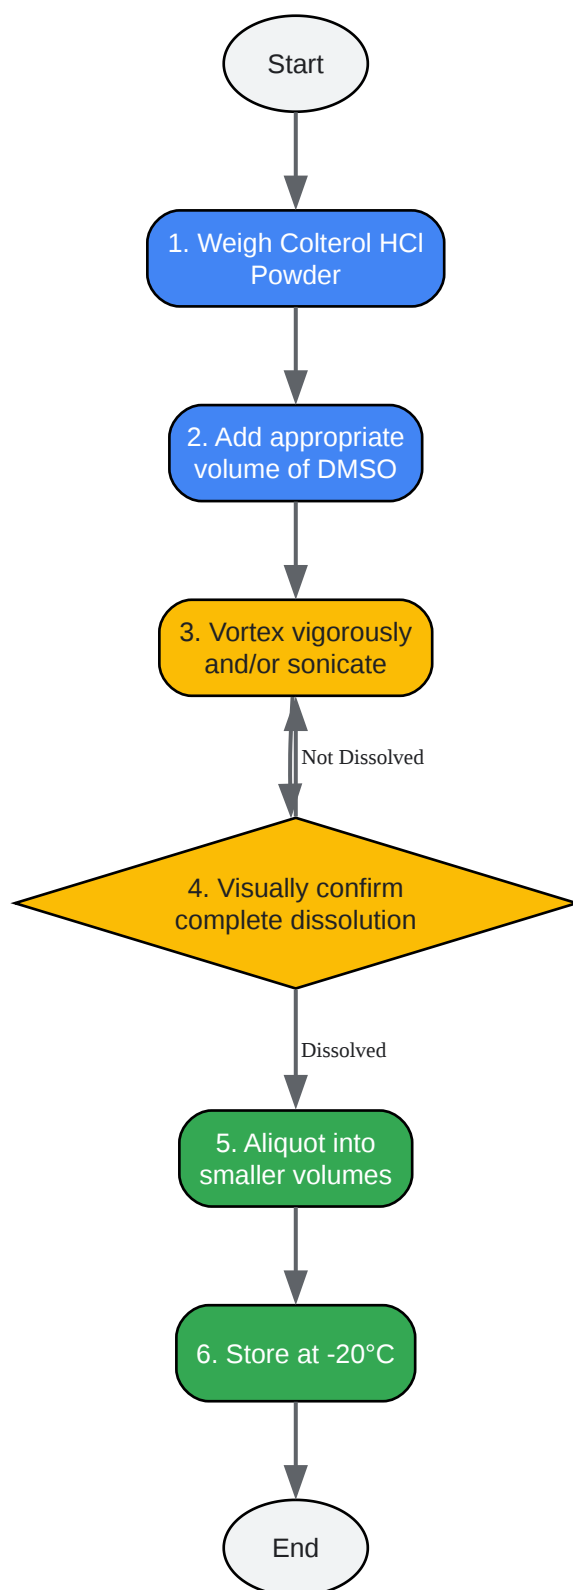 Start
1. Weigh Colterol HCl
Powder
2. Add appropriate
volume of DMSO
3. Vortex vigorously
and/or sonicate
Not Dissolved
4. Visually confirm
complete dissolution
Dissolved
5. Aliquot into
smaller volumes
6. Store at -20°C
End